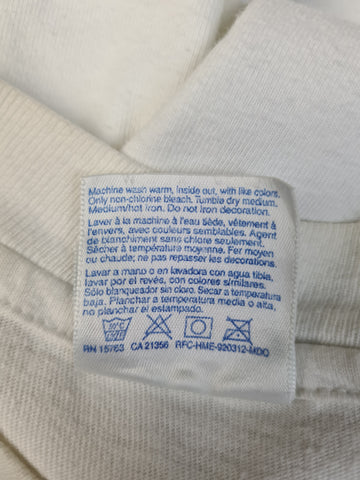 Machine wash warm, inside out, with like colors.
Only non-chlorine bleach. Tumble dry medium.
Medium/hot iron. Do not iron decoration.
Laver à la machine à l'eau tiède, vêtement à
l'envers, avec couleurs semblables. Agent
de blanchiment sans chlore seulement.
Sécher à température moyenne. Fer moyen
ou chaude; ne pas repasser les decorations.
Lavar a mano o en lavadora con agua tibia,
lavar por el revés, con colores similares.
Sólo blanqueador sin cloro. Secar a temperatura
baja. Planchar a temperatura media o alta,
no planchar el estampado.
RN 15763 CA 21356 RFC-HME-920312-MDO